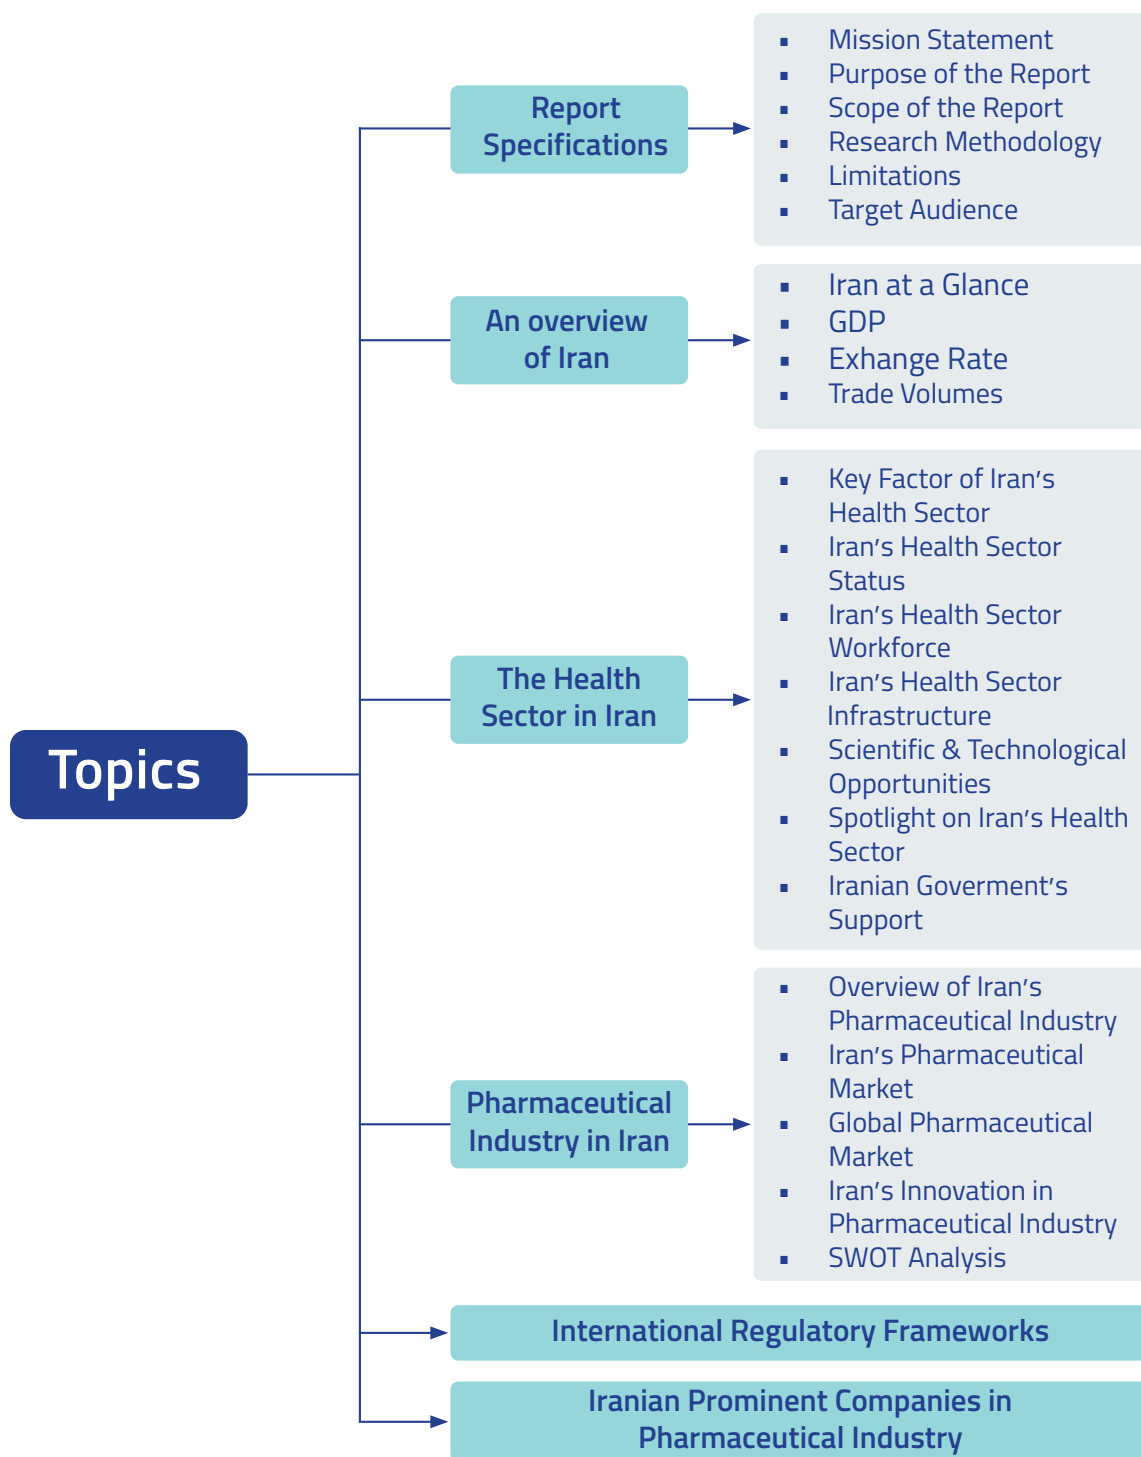 Topics
Report
Specifications
▪ Mission Statement
▪ Purpose of the Report
▪ Scope of the Report
▪ Research Methodology
▪ Limitations
▪ Target Audience
An overview
of Iran
▪ Iran at a Glance
▪ GDP
▪ Exhange Rate
▪ Trade Volumes
The Health
Sector in Iran
▪ Key Factor of Iran's
Health Sector
▪ Iran's Health Sector
Status
▪ Iran's Health Sector
Workforce
▪ Iran's Health Sector
Infrastructure
▪ Scientific & Technological
Opportunities
▪ Spotlight on Iran's Health
Sector
▪ Iranian Goverment's
Support
Pharmaceutical
Industry in Iran
▪ Overview of Iran's
Pharmaceutical Industry
▪ Iran's Pharmaceutical
Market
▪ Global Pharmaceutical
Market
▪ Iran's Innovation in
Pharmaceutical Industry
▪ SWOT Analysis
International Regulatory Frameworks
Iranian Prominent Companies in
Pharmaceutical Industry